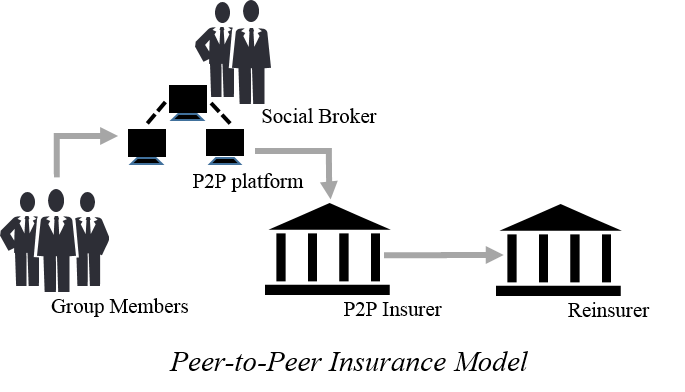 Social Broker
P2P platform
Group Members
P2P Insurer
Reinsurer
Peer-to-Peer Insurance Model